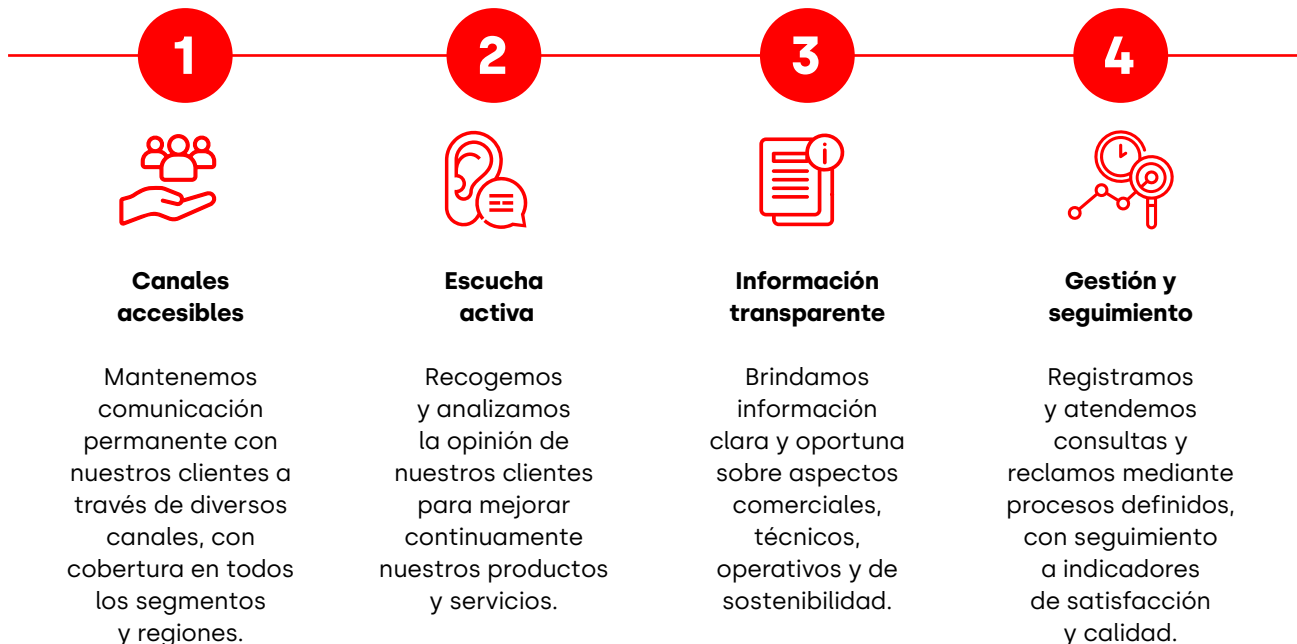 1
Canales
accesibles
Mantenemos
comunicación
permanente con
nuestros clientes a
través de diversos
canales, con
cobertura en todos
los segmentos
y regiones.
2
Escucha
activa
Recogemos
y analizamos
la opinión de
nuestros clientes
para mejorar
continuamente
nuestros productos
y servicios.
3
i
Información
transparente
Brindamos
información
clara y oportuna
sobre aspectos
comerciales,
técnicos,
operativos y de
sostenibilidad.
4
Gestión y
seguimiento
Registramos
y atendemos
consultas y
reclamos mediante
procesos definidos,
con seguimiento
a indicadores
de satisfacción
y calidad.